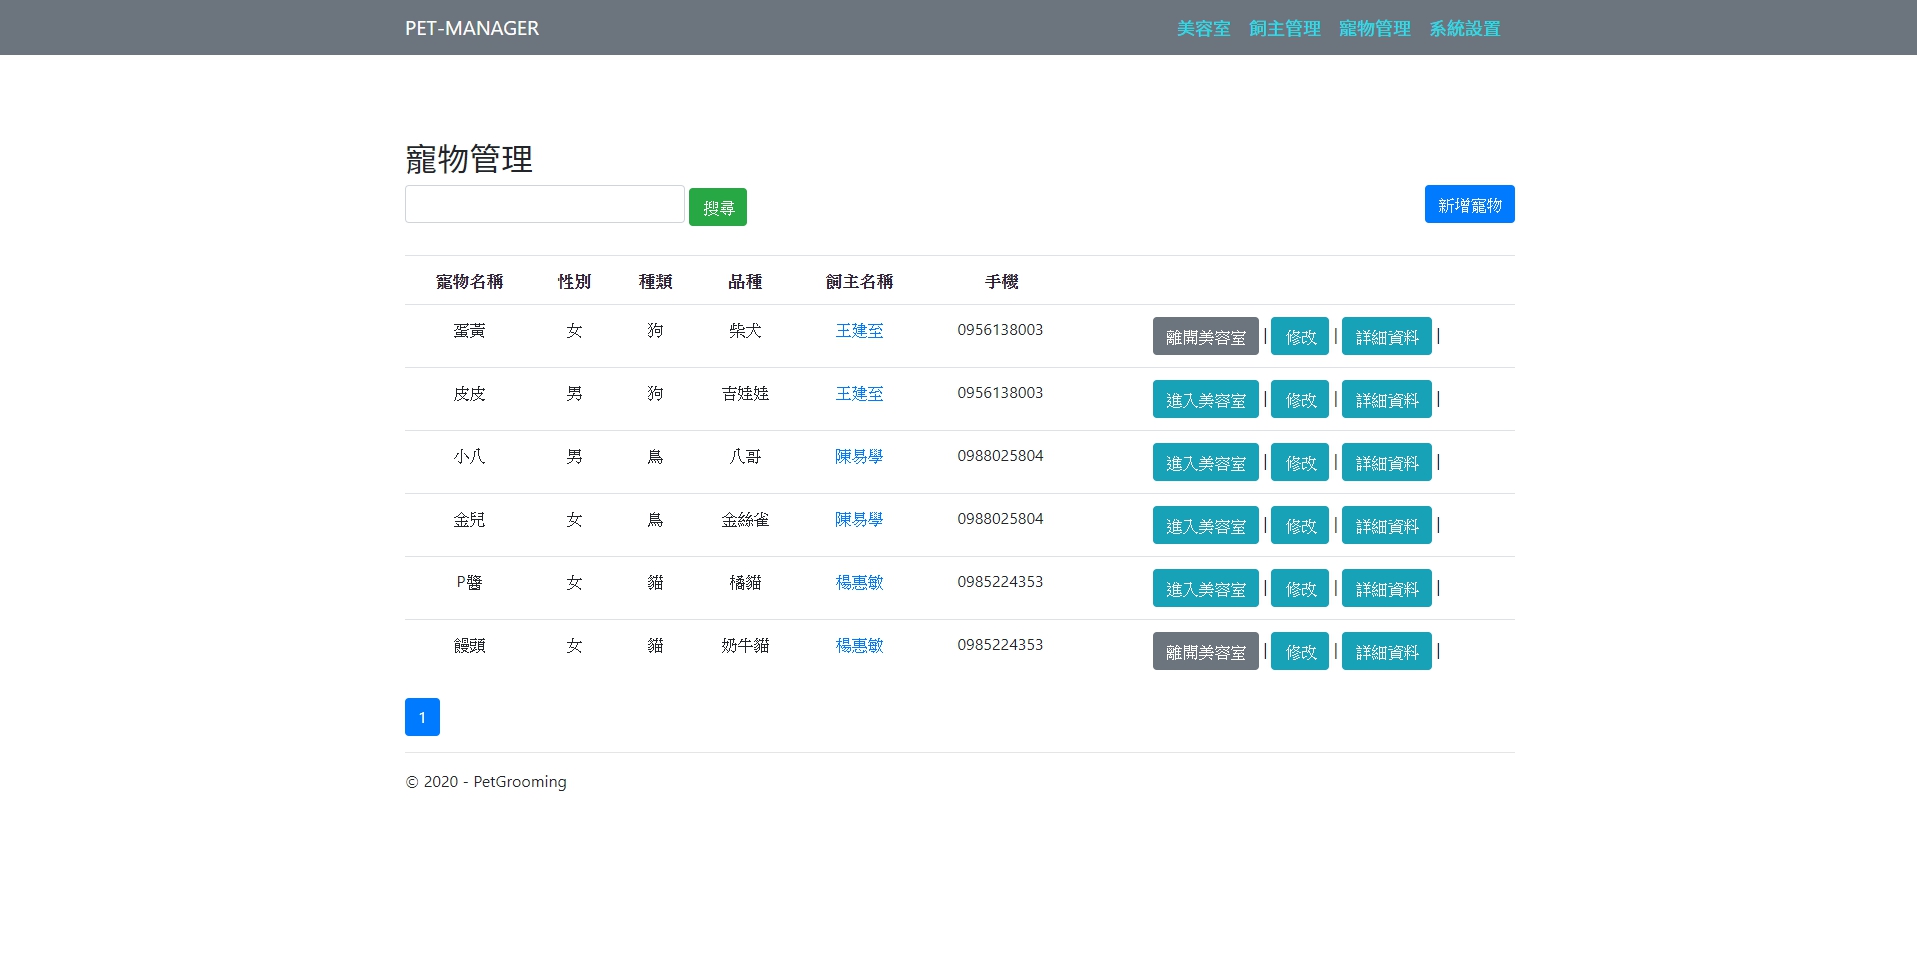 PET-MANAGER 美容室 飼主管理 寵物管理 系統設置
寵物管理
搜尋 新增寵物
寵物名稱 性別 種類 品種 飼主名稱 手機
蛋黃 女 狗 柴犬 王建至 0956138003 離開美容室 | 修改 | 詳細資料 |
皮皮 男 狗 吉娃娃 王建至 0956138003 進入美容室 | 修改 | 詳細資料 |
小八 男 鳥 八哥 陳易學 0988025804 進入美容室 | 修改 | 詳細資料 |
金兒 女 鳥 金絲雀 陳易學 0988025804 進入美容室 | 修改 | 詳細資料 |
P醬 女 貓 橘貓 楊惠敏 0985224353 進入美容室 | 修改 | 詳細資料 |
饅頭 女 貓 奶牛貓 楊惠敏 0985224353 離開美容室 | 修改 | 詳細資料 |
1
© 2020 - PetGrooming